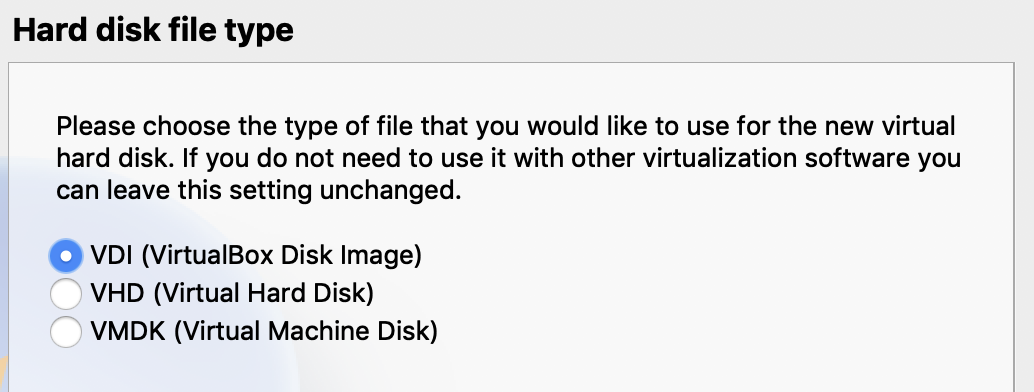 Hard disk file type
Please choose the type of file that you would like to use for the new virtual
hard disk. If you do not need to use it with other virtualization software you
can leave this setting unchanged.
VDI (VirtualBox Disk Image)
VHD (Virtual Hard Disk)
VMDK (Virtual Machine Disk)